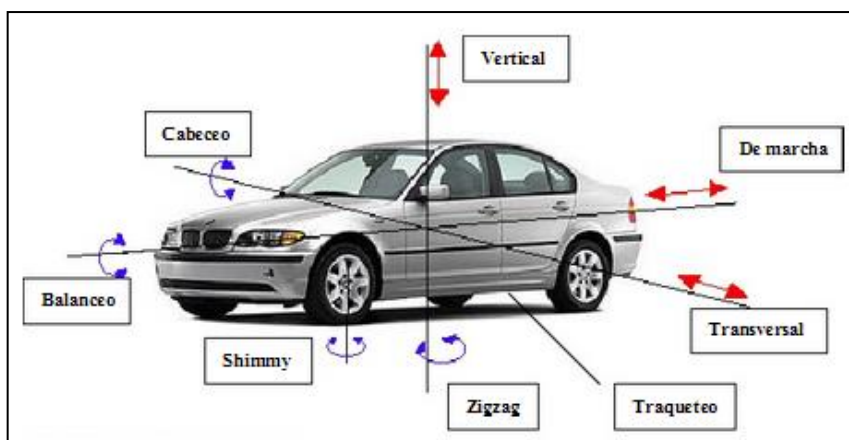 Vertical
Cabeceo
De marcha
Balanceo
Transversal
Shimmy
Zigzag
Traqueteo